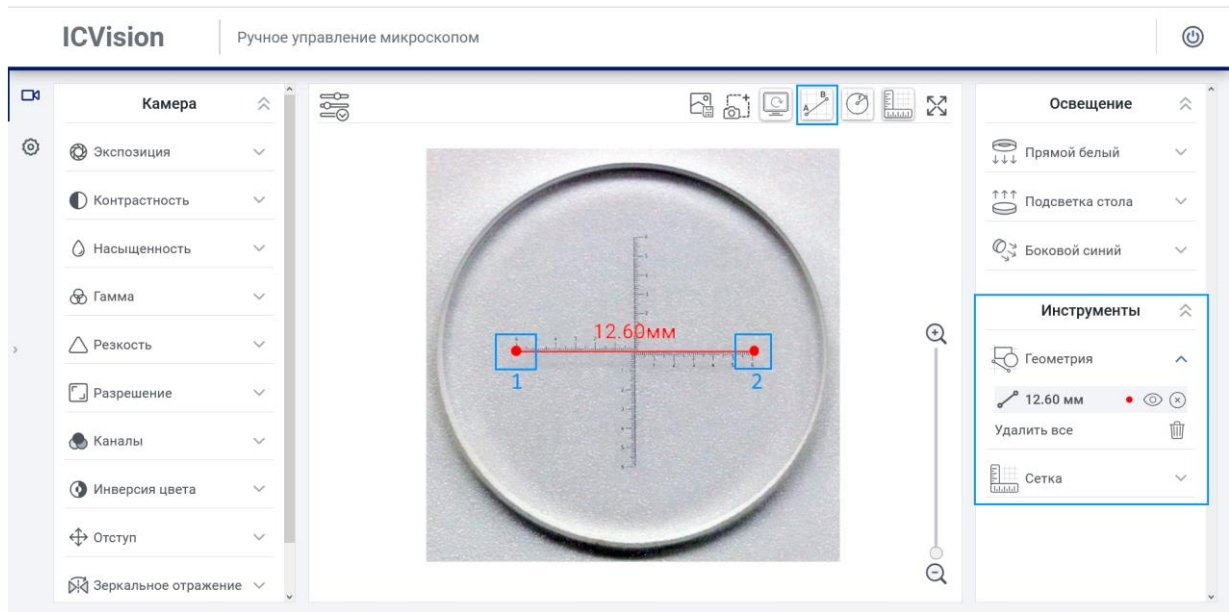 ICVision
Ручное управление микроскопом
Камера
Экспозиция
Контрастность
Насыщенность
Гамма
Резкость
Разрешение
Каналы
Инверсия цвета
Отступ
Зеркальное отражение
A
B
12.60мм
1
2
Освещение
Прямой белый
Подсветка стола
Боковой синий
Инструменты
Геометрия
12.60 мм
Удалить все
Сетка